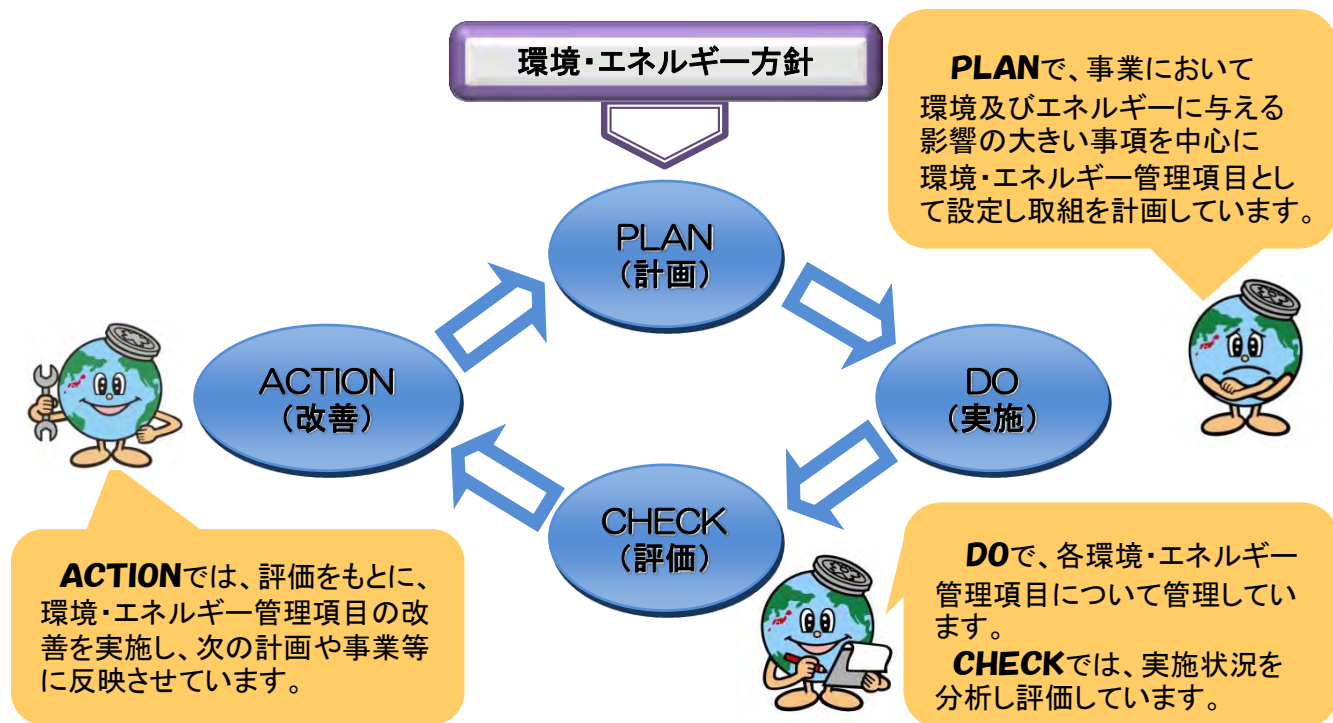 環境・エネルギー方針
PLANで、事業において
環境及びエネルギーに与える
影響の大きい事項を中心に
環境・エネルギー管理項目とし
て設定し取組を計画しています。
PLAN
(計画)
ACTION
(改善)
DO
(実施)
CHECK
(評価)
ACTIONでは、評価をもとに、
環境・エネルギー管理項目の改
善を実施し、次の計画や事業等
に反映させています。
DOで、各環境・エネルギー
管理項目について管理してい
ます。
CHECKでは、実施状況を
分析し評価しています。